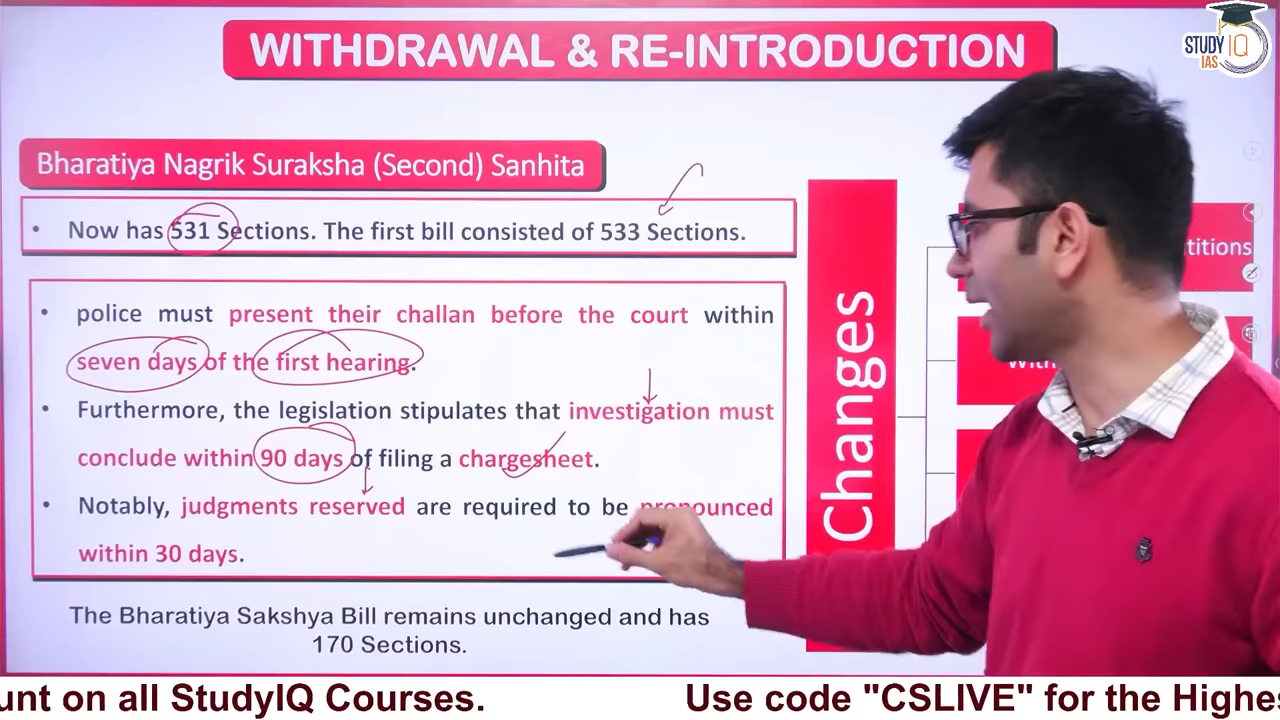 WITHDRAWAL & RE-INTRODUCTION
STUDY IQ
IAS
Bharatiya Nagrik Suraksha (Second) Sanhita
• Now has 531 Sections. The first bill consisted of 533 Sections.
• police must present their challan before the court within
seven days of the first hearing.
• Furthermore, the legislation stipulates that investigation must
conclude within 90 days of filing a chargesheet.
• Notably, judgments reserved are required to be pronounced
within 30 days.
The Bharatiya Sakshya Bill remains unchanged and has
170 Sections.
Changes
titions
unt on all StudyIQ Courses.
Use code "CSLIVE" for the Highes